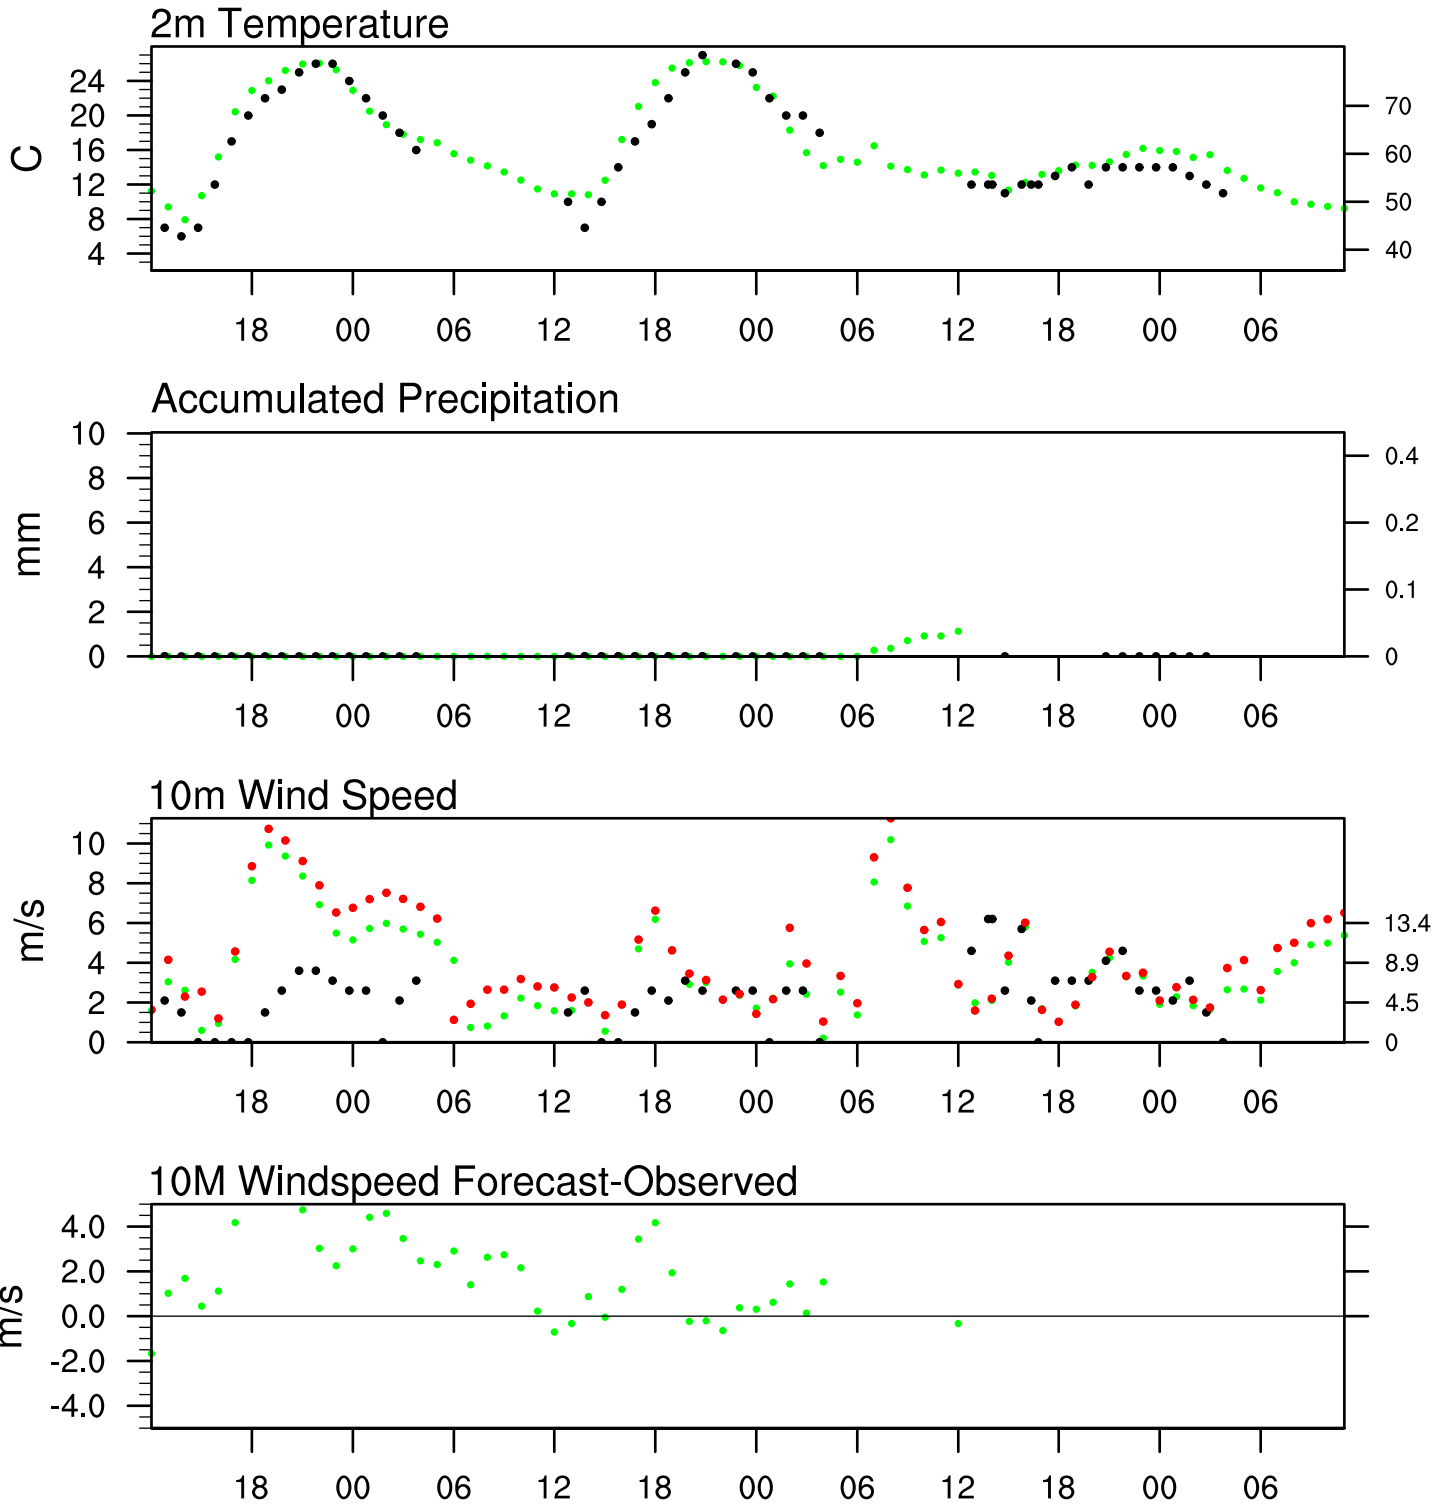 2m Temperature
C
24
20
16
12
8
4
70
60
50
40
18 00 06 12 18 00 06 12 18 00 06
Accumulated Precipitation
mm
10
8
6
4
2
0
0.4
0.2
0.1
0
18 00 06 12 18 00 06 12 18 00 06
10m Wind Speed
m/s
10
8
6
4
2
0
13.4
8.9
4.5
0
18 00 06 12 18 00 06 12 18 00 06
10M Windspeed Forecast-Observed
m/s
4.0
2.0
0.0
-2.0
-4.0
18 00 06 12 18 00 06 12 18 00 06